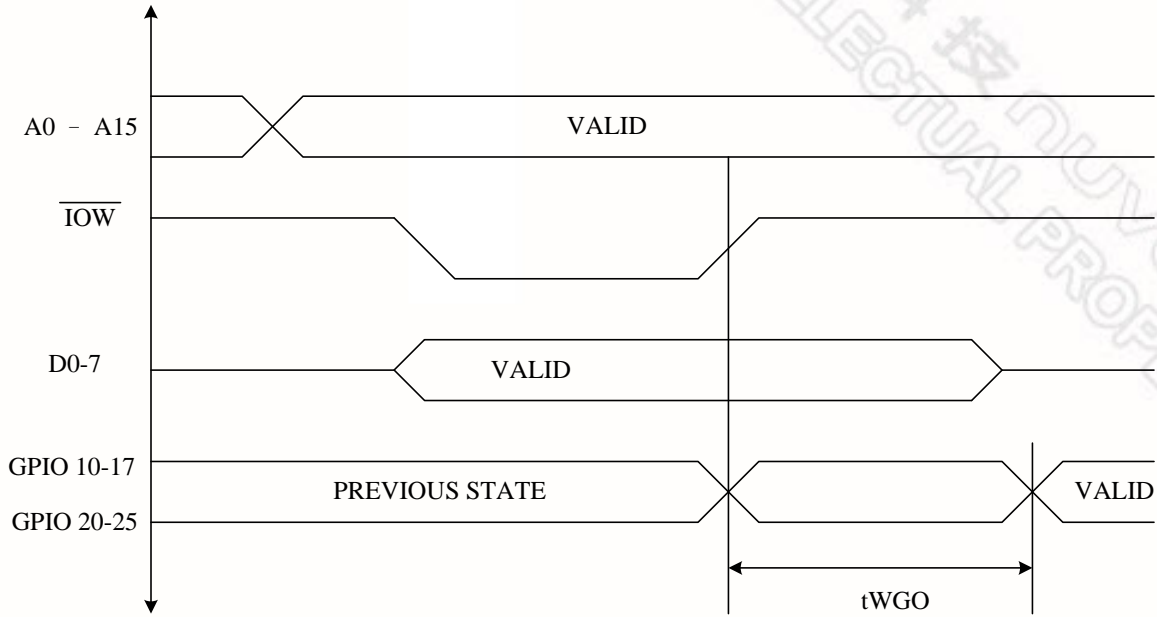 A0 - A15
VALID
IOW
D0-7
VALID
GPIO 10-17
GPIO 20-25
PREVIOUS STATE
VALID
tWGO